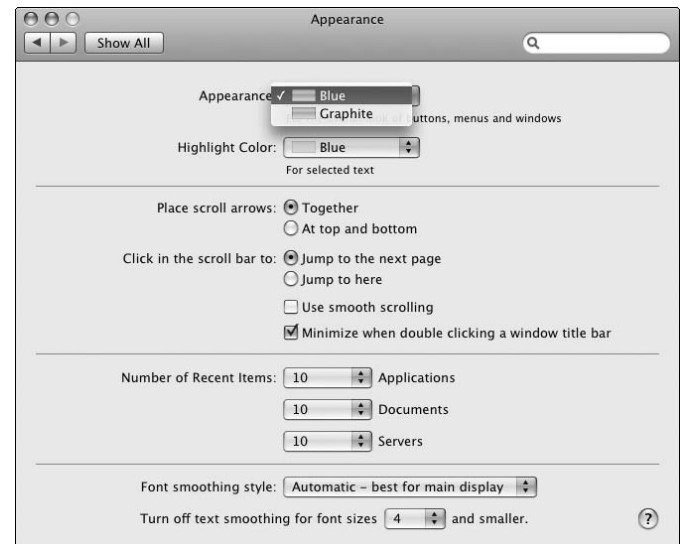 Appearance
Show All
Appearance ✓ Blue
Graphite
buttons, menus and windows
Highlight Color: Blue
For selected text
Place scroll arrows: Together
At top and bottom
Click in the scroll bar to: Jump to the next page
Jump to here
Use smooth scrolling
Minimize when double clicking a window title bar
Number of Recent Items: 10 Applications
10 Documents
10 Servers
Font smoothing style: Automatic – best for main display
Turn off text smoothing for font sizes 4 and smaller.
?